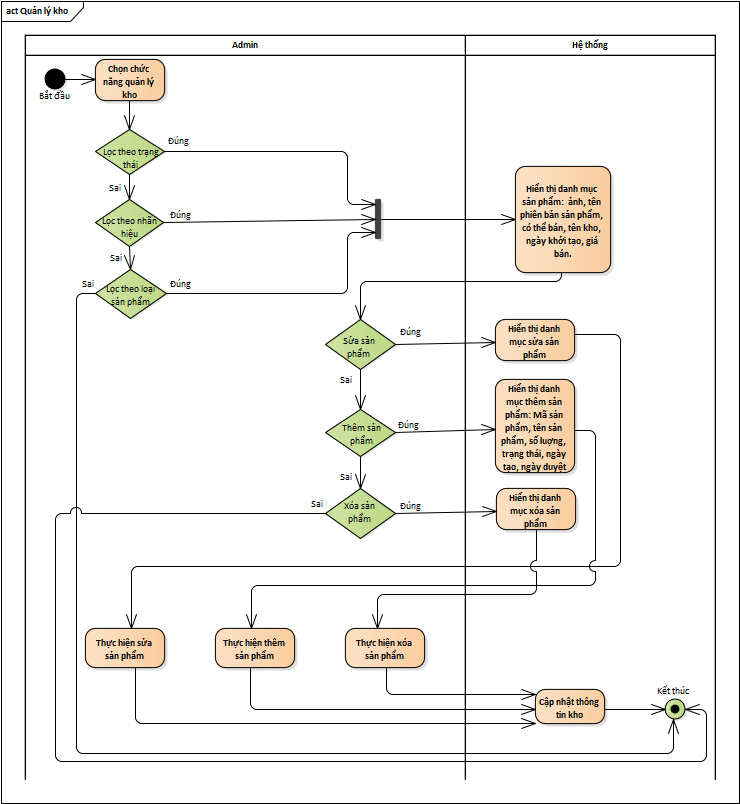 act Quản lý kho
Admin
Hệ thống
Chọn chức
năng quản lý
kho
Bắt đầu
Lọc theo trạng
thái
Đúng
Sai
Lọc theo nhãn
hiệu
Đúng
Sai
Lọc theo loại
sản phẩm
Sai
Đúng
Hiển thị danh mục
sản phẩm: ảnh, tên
phiên bản sản phẩm,
có thể bán, tên kho,
ngày khởi tạo, giá
bán.
Sửa sản
phẩm
Đúng
Sai
Hiển thị danh
mục sửa sản
phẩm
Thêm sản
phẩm
Đúng
Sai
Hiển thị danh
mục thêm sản
phẩm: Mã sản
phẩm, tên sản
phẩm, số lượng,
trạng thái, ngày
tạo, ngày duyệt
Xóa sản
phẩm
Sai
Đúng
Hiển thị danh
mục xóa sản
phẩm
Thực hiện sửa
sản phẩm
Thực hiện thêm
sản phẩm
Thực hiện xóa
sản phẩm
Cập nhật thông
tin kho
Kết thúc